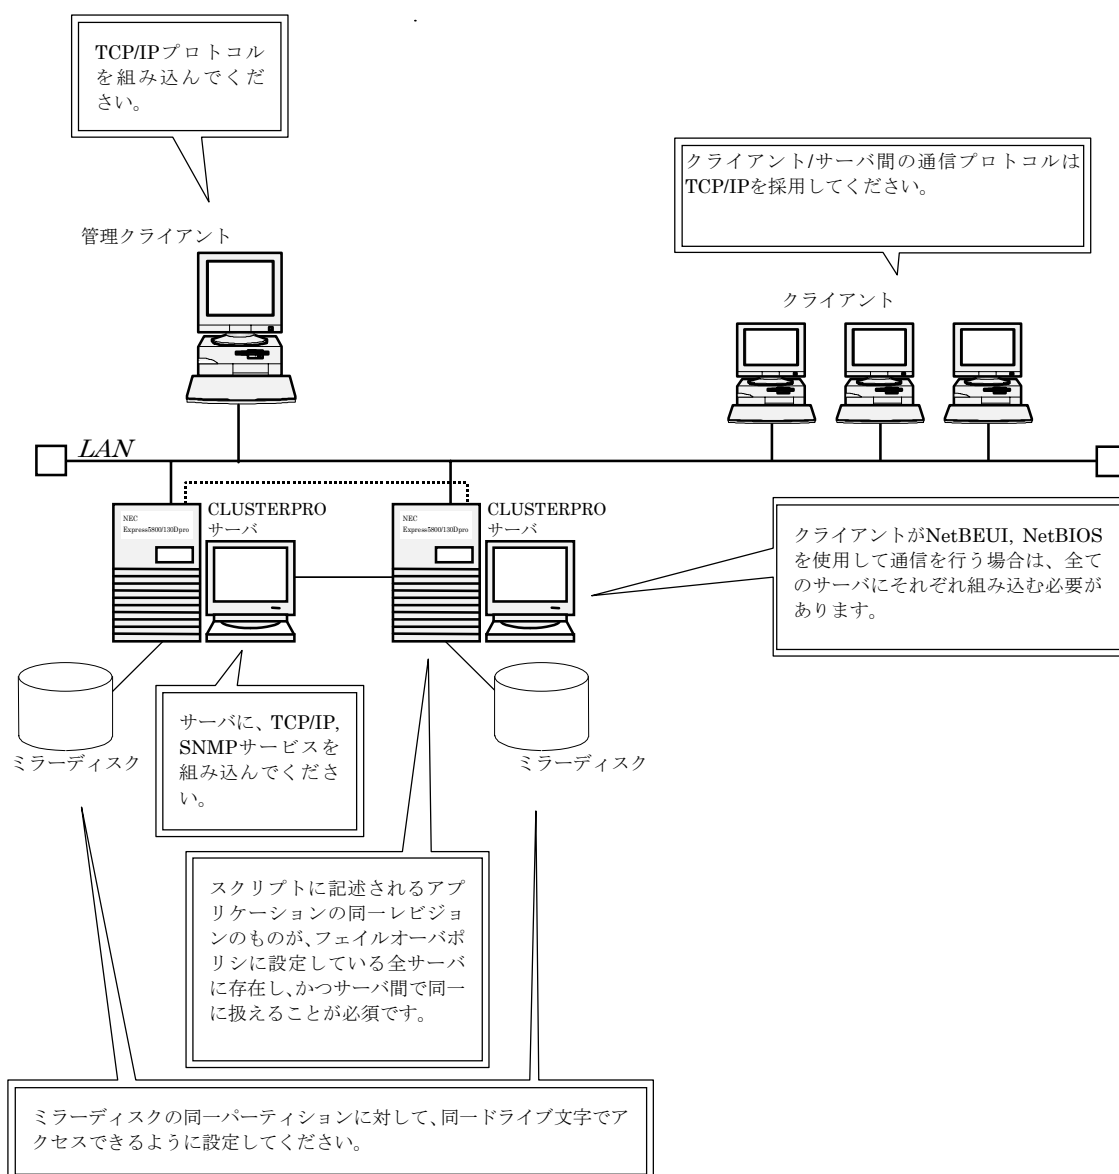 TCP/IPプロトコル
を組み込んでくだ
さい。
クライアント/サーバ間の通信プロトコルは
TCP/IPを採用してください。
管理クライアント
クライアント
LAN
NEC
Express5800/130Dpro
CLUSTERPRO
サーバ
NEC
Express5800/130Dpro
CLUSTERPRO
サーバ
クライアントがNetBEUI, NetBIOS
を使用して通信を行う場合は、全て
のサーバにそれぞれ組み込む必要が
あります。
サーバに、TCP/IP,
SNMPサービスを
組み込んでくださ
い。
ミラーディスク
ミラーディスク
スクリプトに記述されるアプ
リケーションの同一レビジョ
ンのものが、フェイルオーバポ
リシに設定している全サーバ
に存在し、かつサーバ間で同一
に扱えることが必須です。
ミラーディスクの同一パーティションに対して、同一ドライブ文字でア
クセスできるように設定してください。